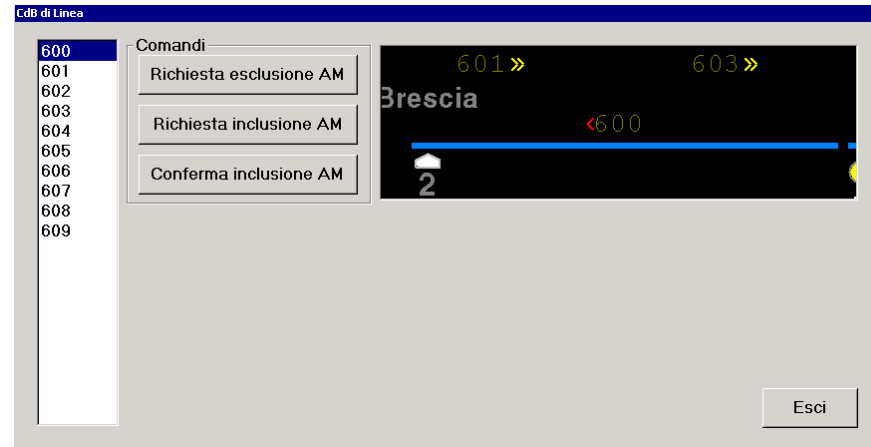 CdB di Linea
600
601
602
603
604
605
606
607
608
609
Comandi
Richiesta esclusione AM
Richiesta inclusione AM
Conferma inclusione AM
601 »
603 »
Brescia
<600
2
Esci